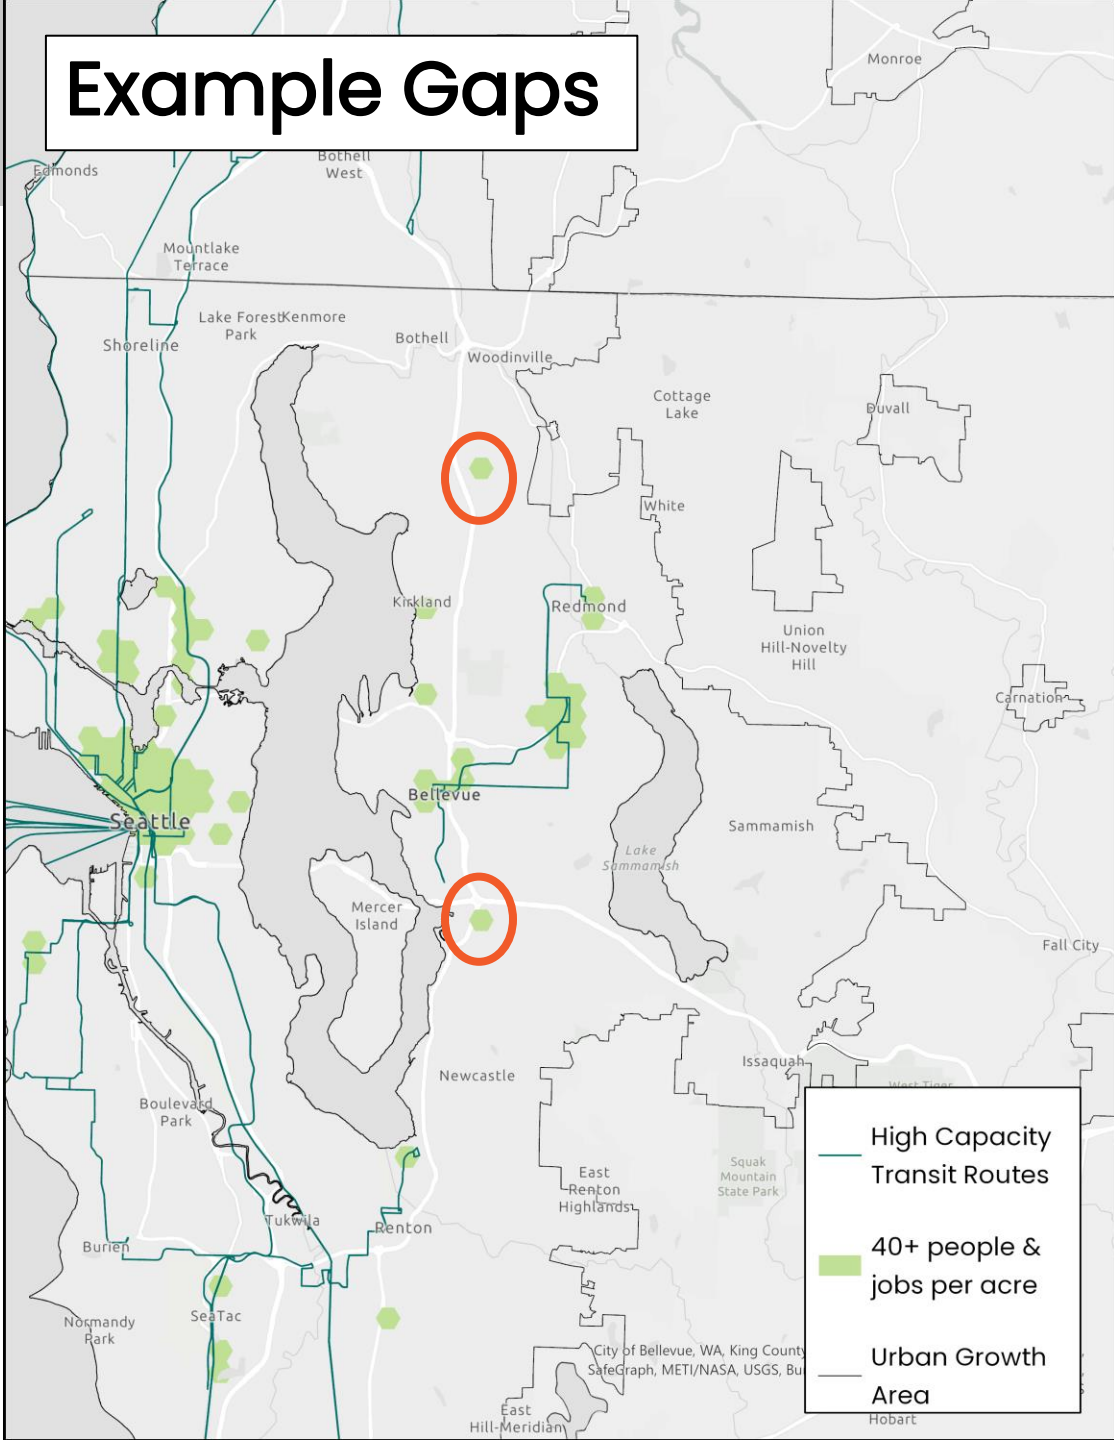 Example Gaps
Monroe
Edmonds
Bothell
West
Mountlake
Terrace
Lake Forest
Park
Kenmore
Shoreline
Bothell
Woodinville
Cottage
Lake
Duvall
White
Kirkland
Redmond
Union
Hill-Novelty
Hill
Carnation
Bellevue
Seattle
Sammamish
Lake
Sammamish
Mercer
Island
Fall City
Issaquah
Newcastle
West Tiger
Boulevard
Park
Squak
Mountain
State Park
East
Renton
Highlands
Tukwila
Renton
Burien
SeaTac
Normandy
Park
City of Bellevue, WA, King County
SafeGraph, METI/NASA, USGS, Bu
East
Hill-Meridian
Hobart
High Capacity
Transit Routes
40+ people &
jobs per acre
Urban Growth
Area